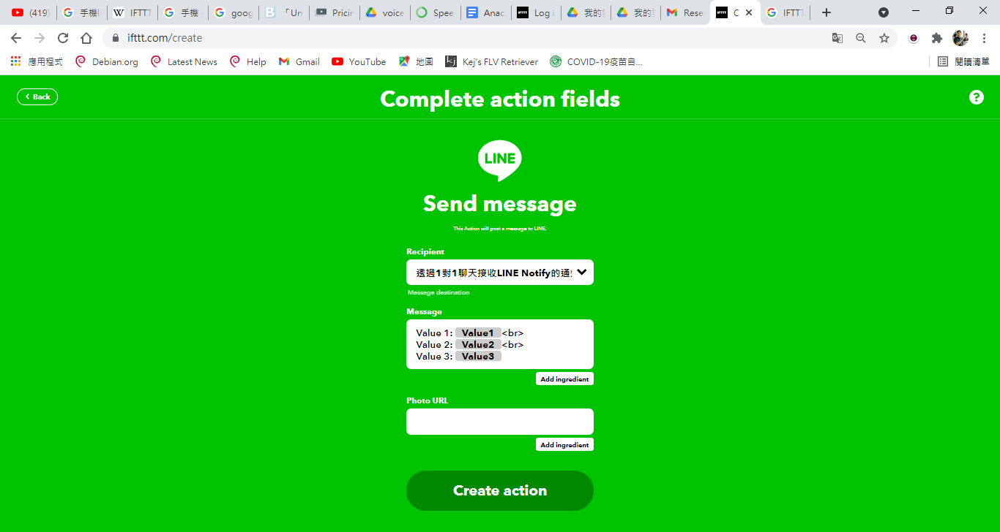 (419)
手機
IFTTT
手機
goog
「Un
Pricin
voice
Spee
Anac
Log i
我的
我的
Rese
C
IFTTT
ifttt.com/create
應用程式
Debian.org
Latest News
Help
Gmail
YouTube
地圖
Kej's FLV Retriever
COVID-19疫苗自...
閱讀清單
Back
Complete action fields
?
LINE
Send message
This Action will post a message to LINE.
Recipient
透過1對1聊天接收LINE Notify的通
Message destination
Message
Value 1: Value1 <br>
Value 2: Value2 <br>
Value 3: Value3
Add ingredient
Photo URL
Add ingredient
Create action